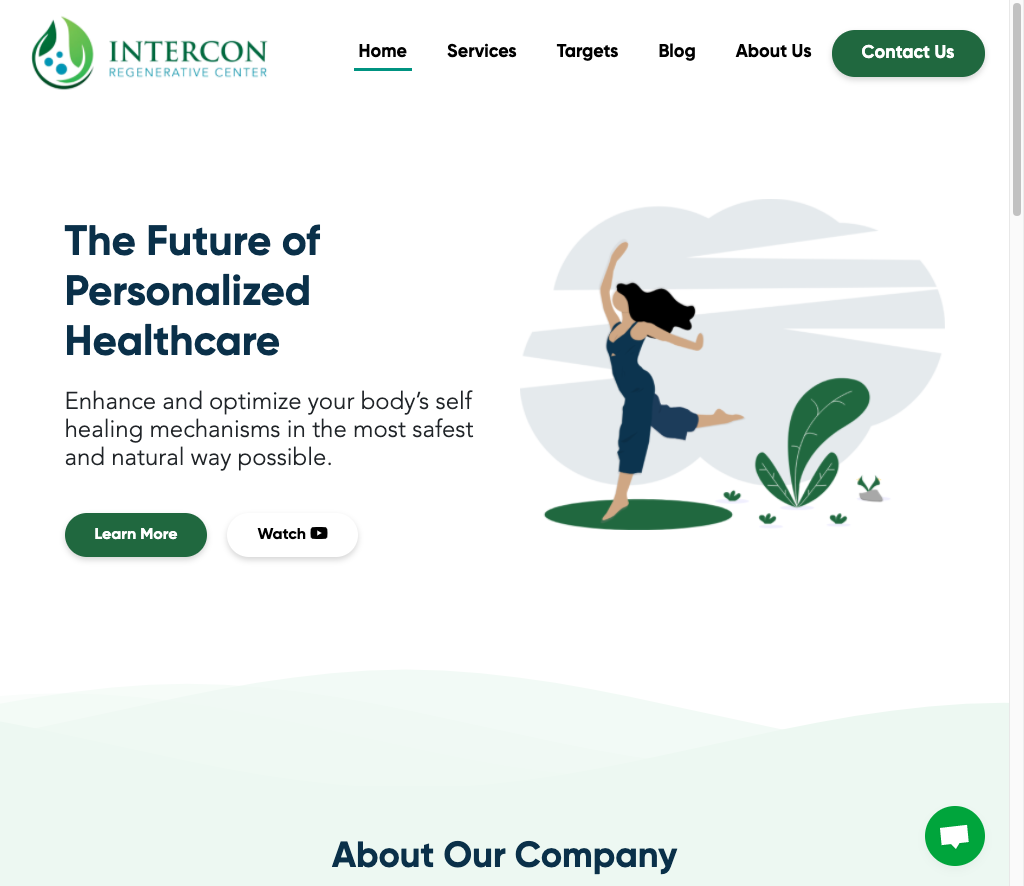 INTERCON
REGENERATIVE CENTER
Home
Services
Targets
Blog
About Us
Contact Us
The Future of
Personalized
Healthcare
Enhance and optimize your body’s self
healing mechanisms in the most safest
and natural way possible.
Learn More
Watch
About Our Company